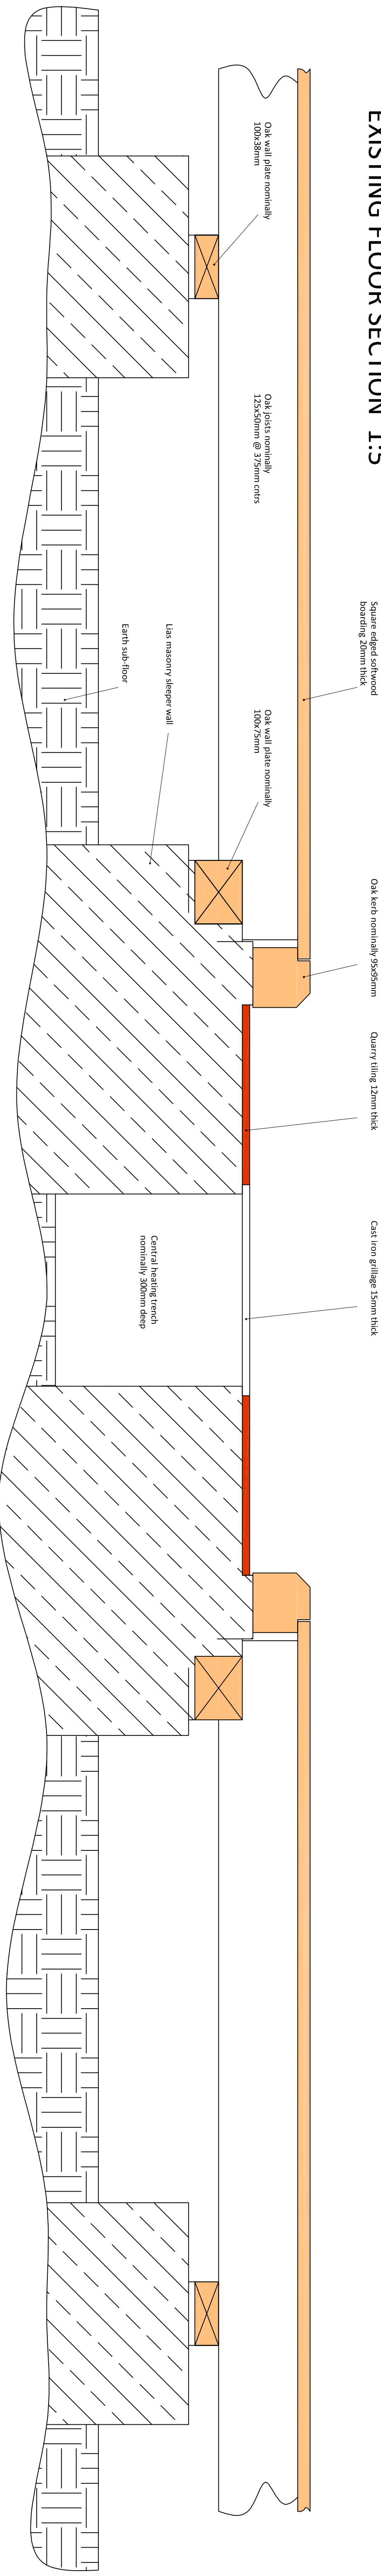 EXISTING FLOOR SECTION 1:5
Square edged softwood
boarding 20mm thick
Oak kerb nominally 95x95mm
Quarry tiling 12mm thick
Cast iron grillage 15mm thick
Oak wall plate nominally
100x38mm
Oak joists nominally
125x50mm @ 375mm cntrs
Oak wall plate nominally
100x75mm
Lias masonry sleeper wall
Earth sub-floor
Central heating trench
nominally 300mm deep